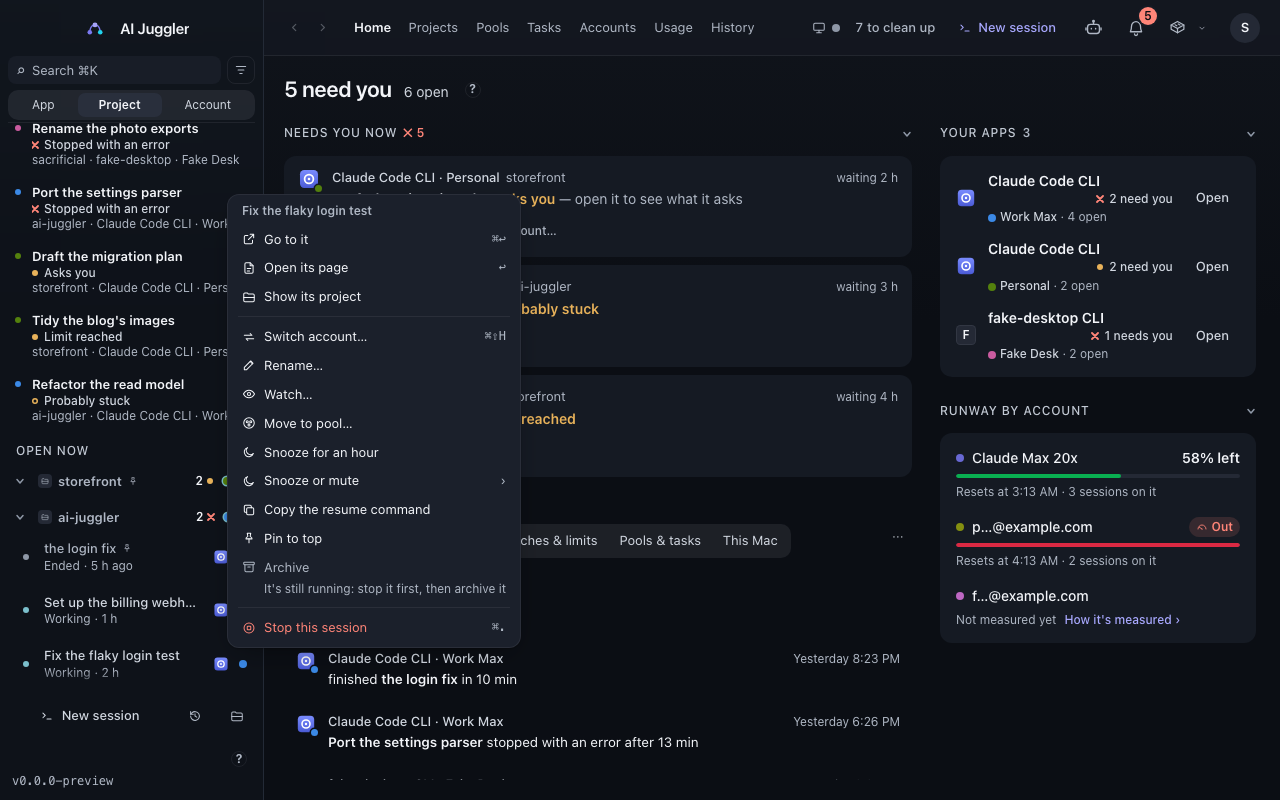 AI Juggler
Search ⌘K
App
Project
Account
Rename the photo exports
Stopped with an error
sacrificial · fake-desktop · Fake Desk
Port the settings parser
Stopped with an error
ai-juggler · Claude Code CLI · Work
Draft the migration plan
Asks you
storefront · Claude Code CLI · Pers
Tidy the blog's images
Limit reached
storefront · Claude Code CLI · Pers
Refactor the read model
Probably stuck
ai-juggler · Claude Code CLI · Work
OPEN NOW
storefront
2
ai-juggler
2
the login fix
Ended · 5 h ago
Set up the billing webh...
Working · 1 h
Fix the flaky login test
Working · 2 h
New session
?
v0.0.0-preview
Home
Projects
Pools
Tasks
Accounts
Usage
History
7 to clean up
New session
5
S
5 need you
6 open
?
NEEDS YOU NOW
5
Claude Code CLI · Personal storefront
waiting 2 h
s you — open it to see what it asks
ount...
i-juggler
waiting 3 h
bably stuck
orefront
waiting 4 h
reached
Fix the flaky login test
Go to it ⌘↩
Open its page ↩
Show its project
Switch account... ⌘⇧H
Rename...
Watch...
Move to pool...
Snooze for an hour
Snooze or mute ›
Copy the resume command
Pin to top
Archive
It's still running: stop it first, then archive it
Stop this session ⌘.
ches & limits
Pools & tasks
This Mac
...
Claude Code CLI · Work Max
Yesterday 8:23 PM
finished the login fix in 10 min
Claude Code CLI · Work Max
Yesterday 6:26 PM
Port the settings parser stopped with an error after 13 min
YOUR APPS 3
Claude Code CLI
2 need you
Open
Work Max · 4 open
Claude Code CLI
2 need you
Open
Personal · 2 open
F
fake-desktop CLI
1 needs you
Open
Fake Desk · 2 open
RUNWAY BY ACCOUNT
Claude Max 20x
58% left
Resets at 3:13 AM · 3 sessions on it
p...@example.com
Out
Resets at 4:13 AM · 2 sessions on it
f...@example.com
Not measured yet How it's measured ›